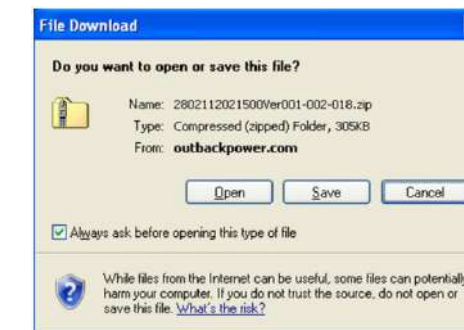 File Download
Do you want to open or save this file?
Name: 2802112021500Ver001-002-018.zip
Type: Compressed (zipped) Folder, 305KB
From: outbackpower.com
Open Save Cancel
Always ask before opening this type of file
While files from the Internet can be useful, some files can potentially
harm your computer. If you do not trust the source, do not open or
save this file. What's the risk?